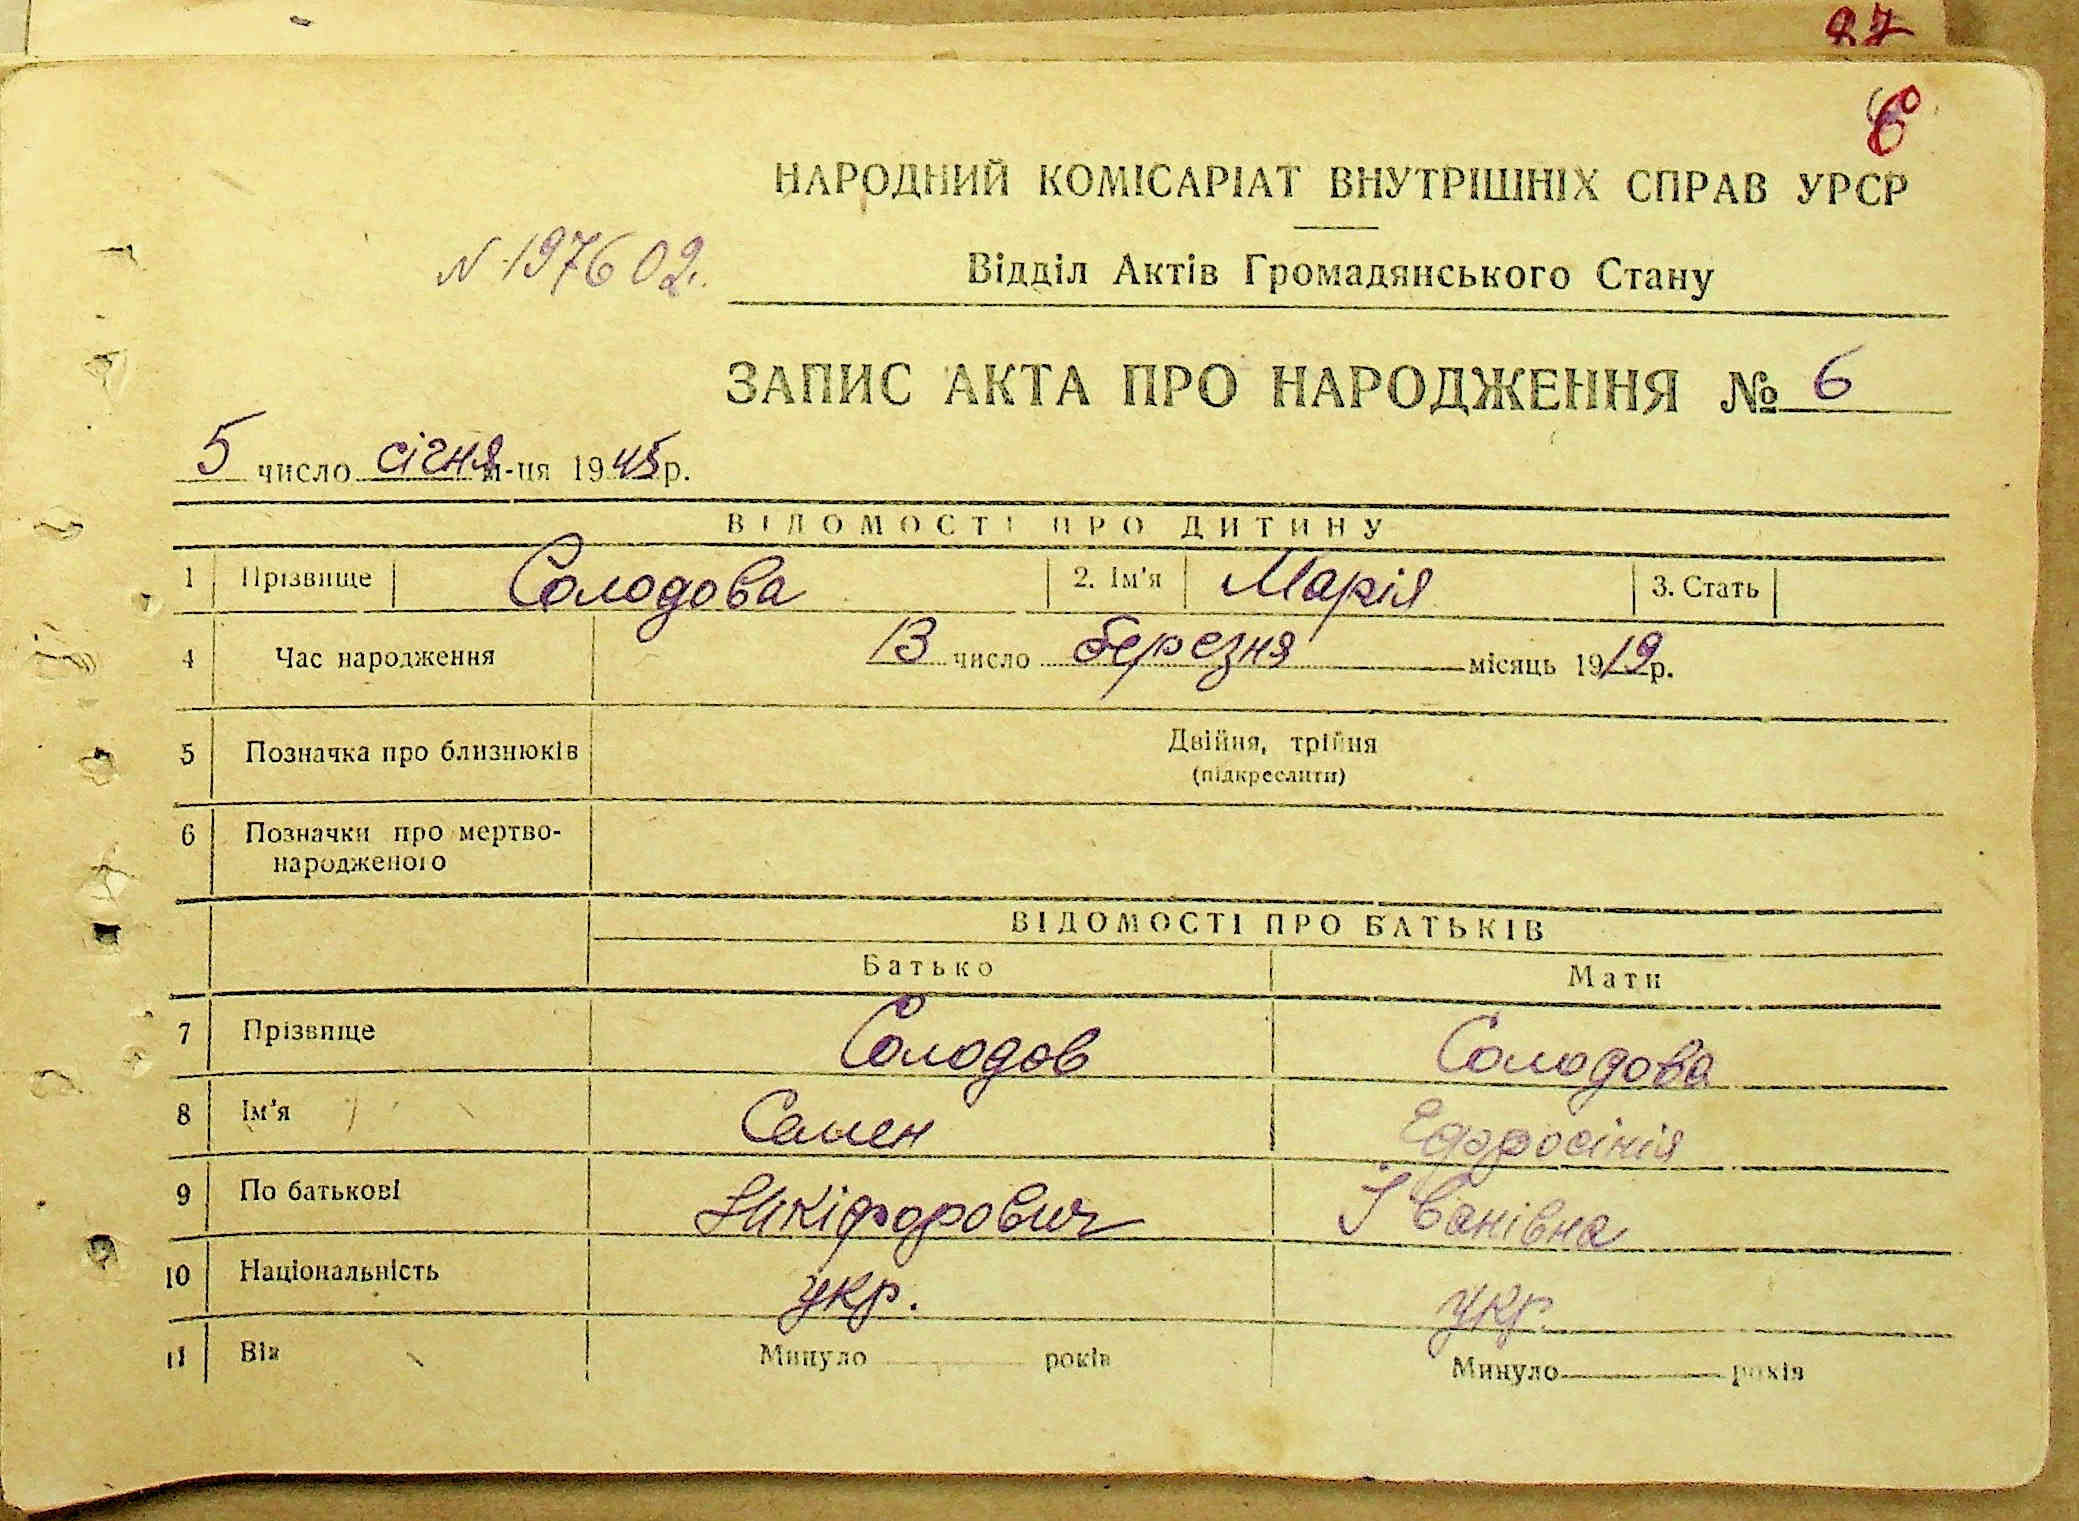 27
6
НАРОДНИЙ КОМІСАРІАТ ВНУТРІШНІХ СПРАВ УРСР
N 197602.
Відділ Актів Громадянського Стану
ЗАПИС АКТА ПРО НАРОДЖЕННЯ № 6
5 число січня м-ця 1945 р.
ВІДОМОСТІ ПРО ДИТИНУ
1 Прізвище Солодова 2. Ім'я Марія 3. Стать
4 Час народження 13 число березня місяць 1919 р.
5 Позначка про близнюків Двійня, трійня
(підкреслити)
6 Позначки про мертво-
народженого
ВІДОМОСТІ ПРО БАТЬКІВ
Батько Мати
7 Прізвище Солодов Солодова
8 Ім'я Семен Єфросінія
9 По батькові Нікіфорович Іванівна
10 Національність укр. укр.
11 Вік Минуло років Минуло років